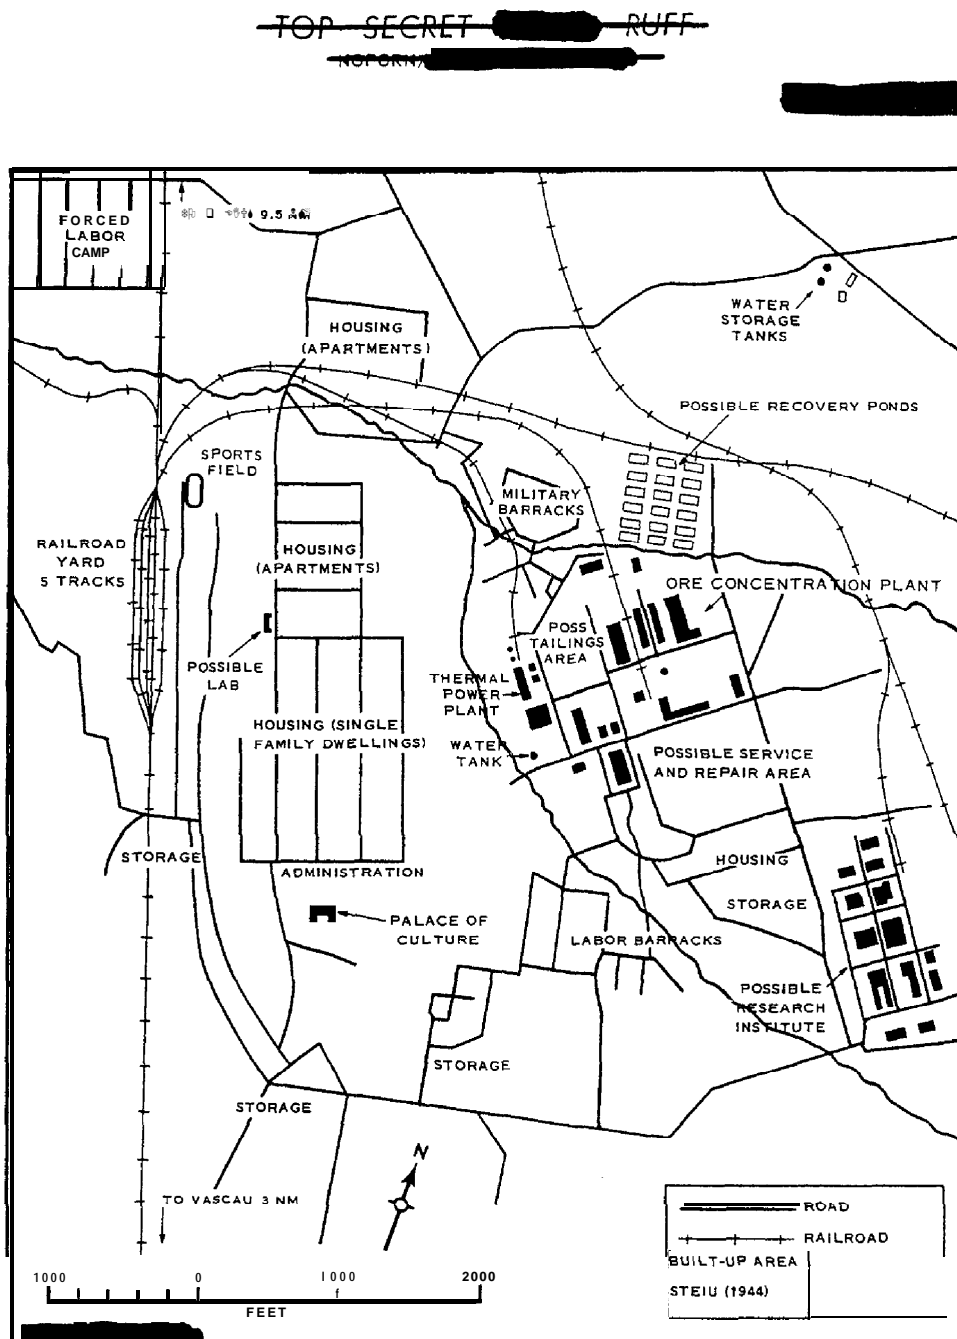 TOP SECRET RUFF
NOFORN/
9.5
FORCED
LABOR
CAMP
HOUSING
(APARTMENTS)
WATER
STORAGE
TANKS
POSSIBLE RECOVERY PONDS
SPORTS
FIELD
MILITARY
BARRACKS
RAILROAD
YARD
5 TRACKS
HOUSING
(APARTMENTS)
ORE CONCENTRATION PLANT
POSS
TAILINGS
AREA
POSSIBLE
LAB
THERMAL
POWER
PLANT
HOUSING (SINGLE
FAMILY DWELLINGS)
WATER
TANK
POSSIBLE SERVICE
AND REPAIR AREA
STORAGE
HOUSING
ADMINISTRATION
STORAGE
PALACE OF
CULTURE
LABOR BARRACKS
POSSIBLE
RESEARCH
INSTITUTE
STORAGE
STORAGE
N
TO VASCAU 3 NM
ROAD
RAILROAD
BUILT-UP AREA
STEIU (1944)
1000 0 1000 2000
FEET